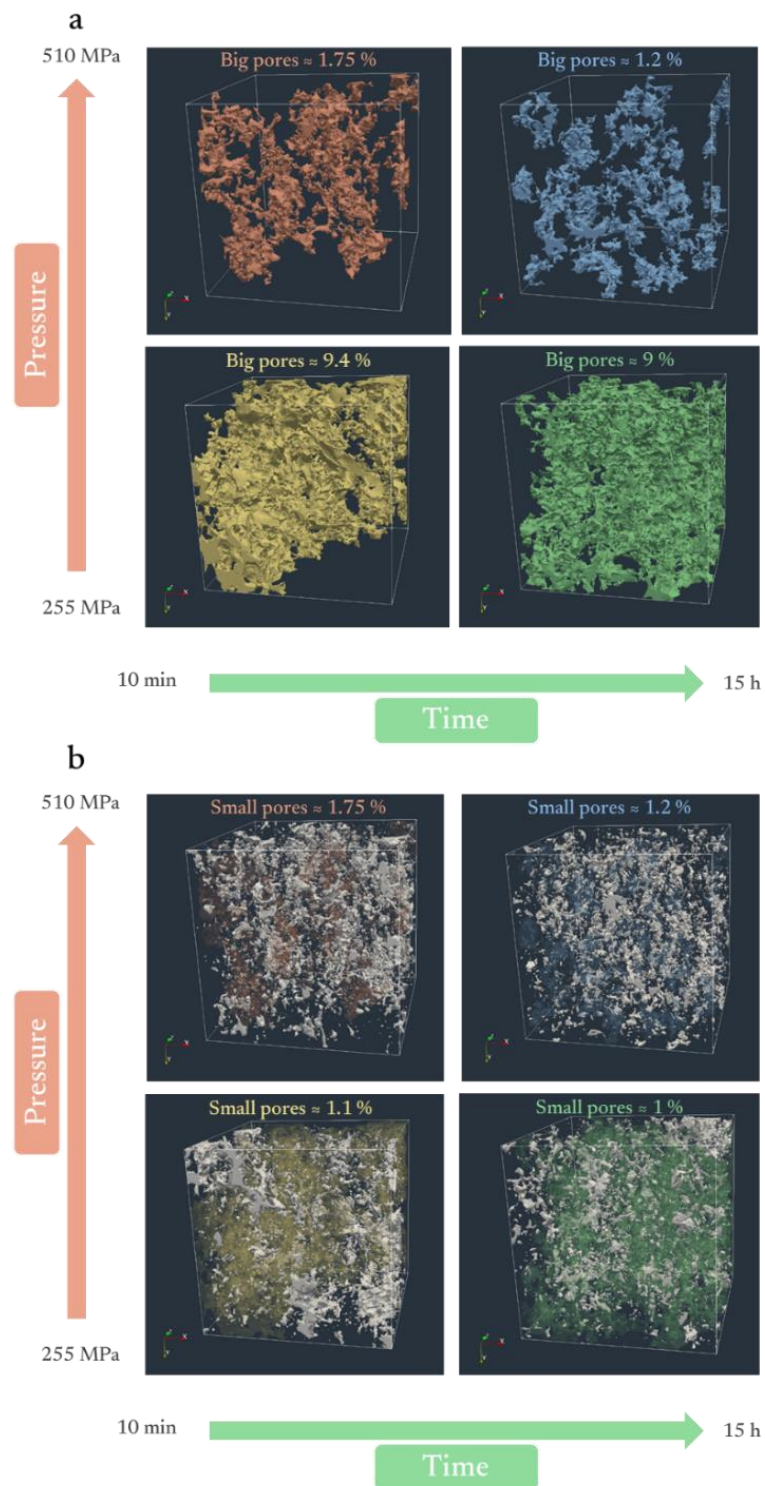 a
510 MPa
Big pores ≈ 1.75 %
Big pores ≈ 1.2 %
Pressure
Big pores ≈ 9.4 %
Big pores ≈ 9 %
255 MPa
10 min
15 h
Time
b
510 MPa
Small pores ≈ 1.75 %
Small pores ≈ 1.2 %
Pressure
Small pores ≈ 1.1 %
Small pores ≈ 1 %
255 MPa
10 min
15 h
Time